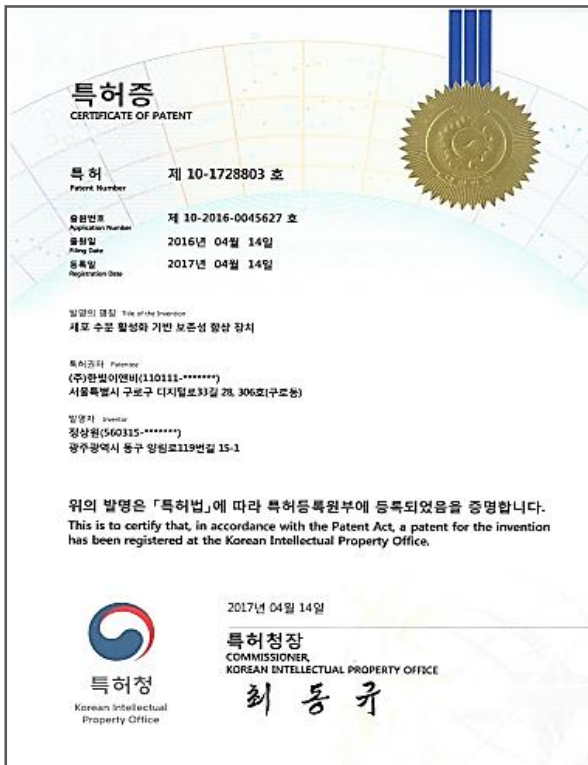 특허증
CERTIFICATE OF PATENT
특 허 제 10-1728803 호
Patent Number
출원번호 제 10-2016-0045627 호
Application Number
출원일 2016년 04월 14일
Filing Date
등록일 2017년 04월 14일
Registration Date
발명의 명칭 Title of the Invention
세포 수분 활성화 기반 보존성 향상 장치
특허권자 Patentee
(주)한빛이앤비(110111-*******)
서울특별시 구로구 디지털로33길 28, 306호(구로동)
발명자 Inventor
정상원(560315-*******)
광주광역시 동구 양림로119번길 15-1
위의 발명은 「특허법」에 따라 특허등록원부에 등록되었음을 증명합니다.
This is to certify that, in accordance with the Patent Act, a patent for the invention
has been registered at the Korean Intellectual Property Office.
2017년 04월 14일
특허청장
COMMISSIONER,
KOREAN INTELLECTUAL PROPERTY OFFICE
최동규
특허청
Korean Intellectual
Property Office